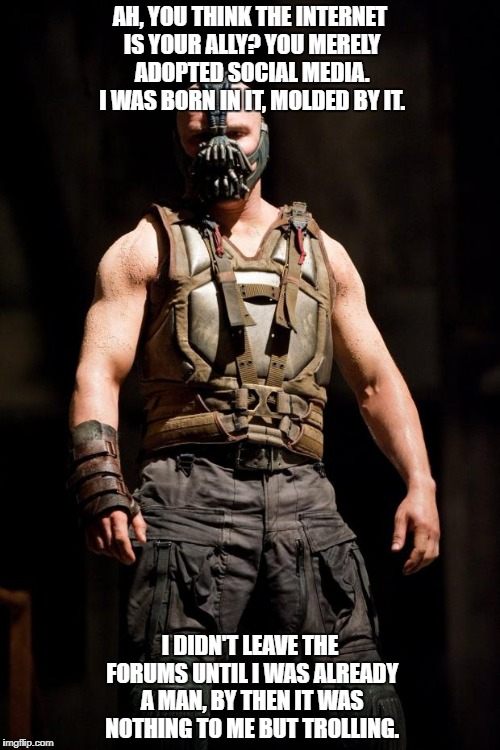 AH, YOU THINK THE INTERNET
IS YOUR ALLY? YOU MERELY
ADOPTED SOCIAL MEDIA.
I WAS BORN IN IT, MOLDED BY IT.
I DIDN'T LEAVE THE
FORUMS UNTIL I WAS ALREADY
A MAN, BY THEN IT WAS
NOTHING TO ME BUT TROLLING.
imgflip.com